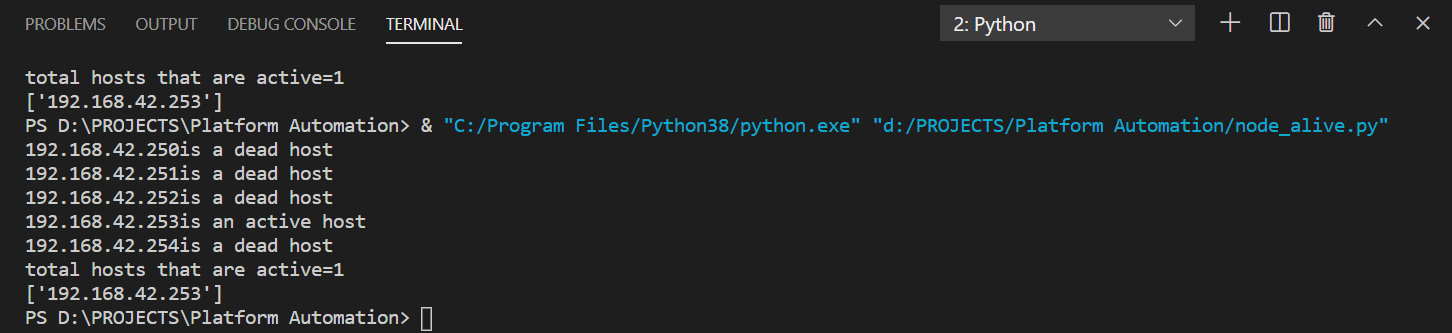 PROBLEMS OUTPUT DEBUG CONSOLE TERMINAL 2: Python
total hosts that are active=1
['192.168.42.253']
PS D:\PROJECTS\Platform Automation> & "C:/Program Files/Python38/python.exe" "d:/PROJECTS/Platform Automation/node_alive.py"
192.168.42.250is a dead host
192.168.42.251is a dead host
192.168.42.252is a dead host
192.168.42.253is an active host
192.168.42.254is a dead host
total hosts that are active=1
['192.168.42.253']
PS D:\PROJECTS\Platform Automation>